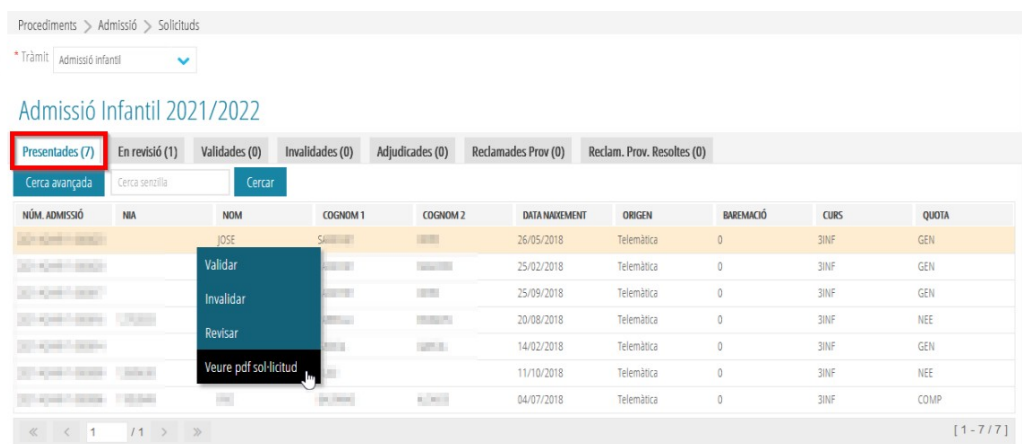 Procediments > Admissió > Sol·licituds
* Tràmit Admissió infantil
Admissió Infantil 2021/2022
Presentades (7) En revisió (1) Validades (0) Invalidades (0) Adjudicades (0) Reclamades Prov (0) Reclam. Prov. Resoltes (0)
Cerca avançada Cerca senzilla Cercar
NÚM. ADMISSIÓ NIA NOM COGNOM 1 COGNOM 2 DATA NAIXEMENT ORIGEN BAREMACIÓ CURS QUOTA
JOSE 26/05/2018 Telemàtica 0 3INF GEN
Validar 25/02/2018 Telemàtica 0 3INF GEN
Invalidar 25/09/2018 Telemàtica 0 3INF GEN
20/08/2018 Telemàtica 0 3INF NEE
Revisar
14/02/2018 Telemàtica 0 3INF GEN
Veure pdf sol·licitud 11/10/2018 Telemàtica 0 3INF NEE
04/07/2018 Telemàtica 0 3INF COMP
« < 1 / 1 > » [ 1 - 7 / 7 ]